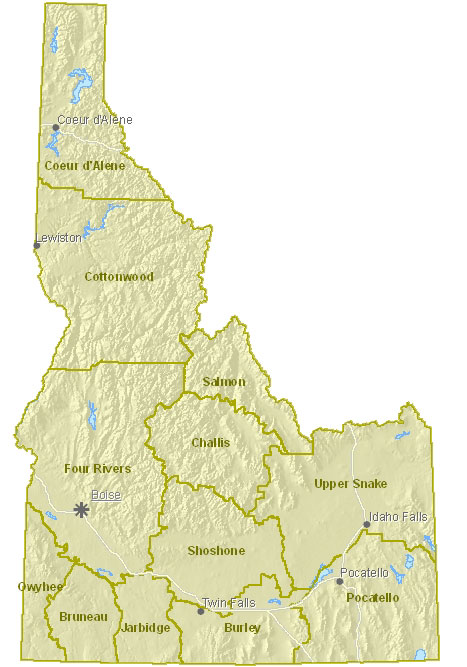 Coeur d'Alene
Coeur d'Alene
Lewiston
Cottonwood
Salmon
Challis
Four Rivers
Upper Snake
Boise
Idaho Falls
Shoshone
Pocatello
Owyhee
Pocatello
Twin Falls
Bruneau
Jarbidge
Burley